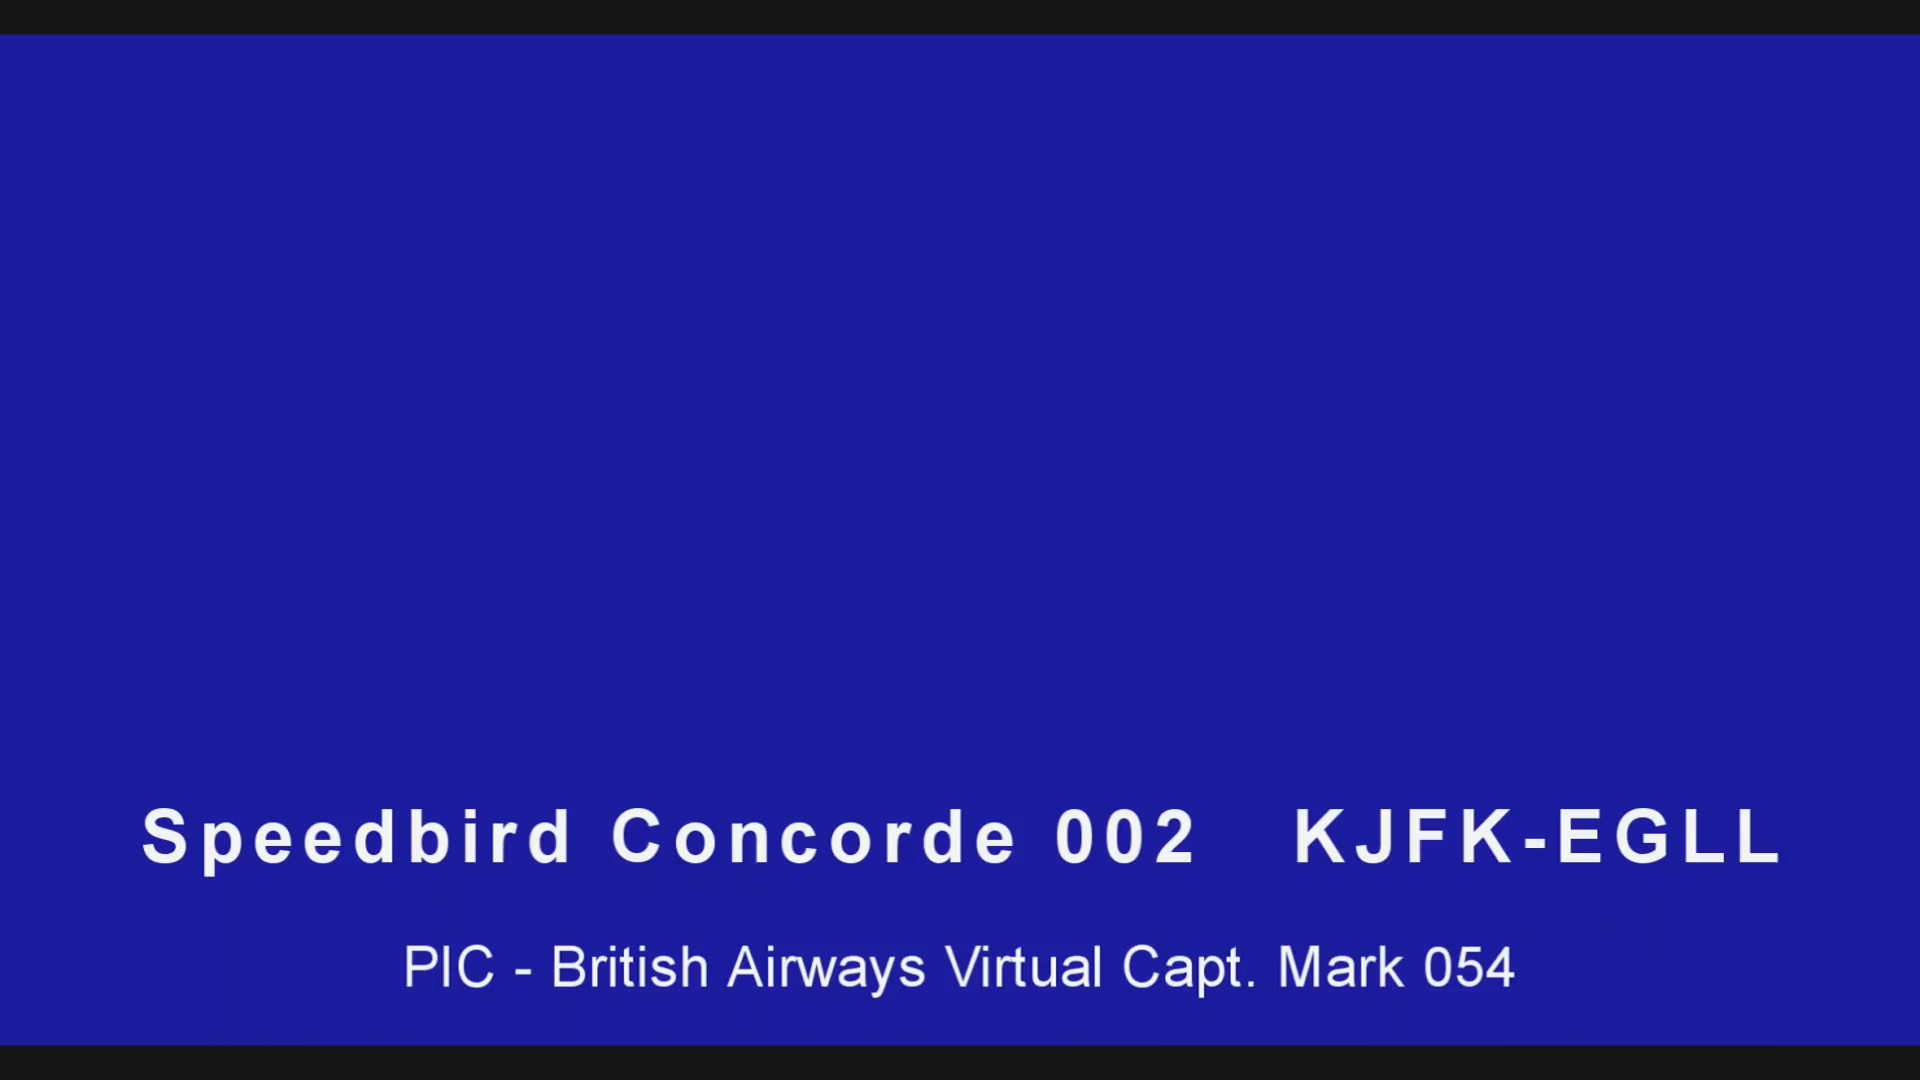 Speedbird Concorde 002   KJFK-EGLL
PIC - British Airways Virtual Capt. Mark 054